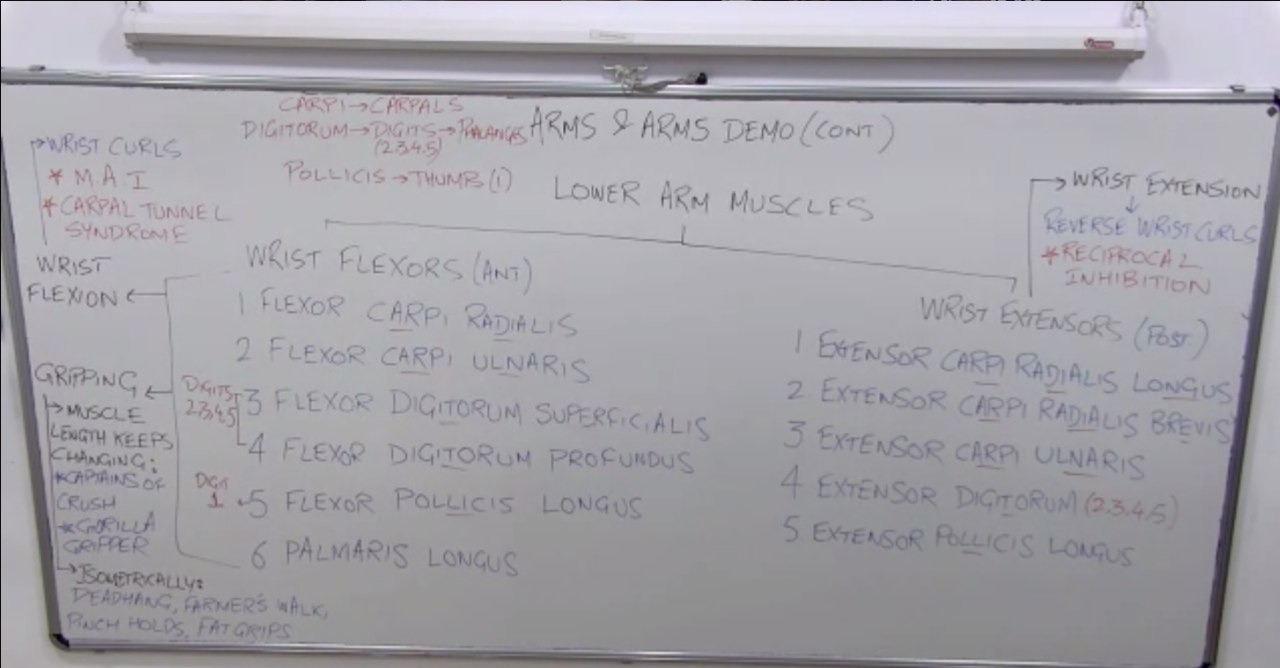 CARPI→CARPALS
DIGITORUM→DIGITS→PHALANGES
(2,3,4,5)
POLLICIS→THUMB(1)
ARMS & ARMS DEMO (CONT)
LOWER ARM MUSCLES
→WRIST CURLS
* M.A.I
* CARPAL TUNNEL
SYNDROME
WRIST
FLEXION ←
GRIPPING ←
→MUSCLE
LENGTH KEEPS
CHANGING:
*CAPTAINS OF
CRUSH
*GORILLA
GRIPPER
→ISOMETRICALLY:
DEADHANG, FARMER'S WALK,
PINCH HOLDS, FAT GRIPS
WRIST FLEXORS (ANT)
1 FLEXOR CARPI RADIALIS
2 FLEXOR CARPI ULNARIS
DIGITS
2,3,4,5
3 FLEXOR DIGITORUM SUPERFICIALIS
4 FLEXOR DIGITORUM PROFUNDUS
DIGIT
1
5 FLEXOR POLLICIS LONGUS
6 PALMARIS LONGUS
→WRIST EXTENSION
↓
REVERSE WRIST CURLS
*RECIPROCAL
INHIBITION
WRIST EXTENSORS (POST)
1 EXTENSOR CARPI RADIALIS LONGUS
2 EXTENSOR CARPI RADIALIS BREVIS
3 EXTENSOR CARPI ULNARIS
4 EXTENSOR DIGITORUM (2,3,4,5)
5 EXTENSOR POLLICIS LONGUS